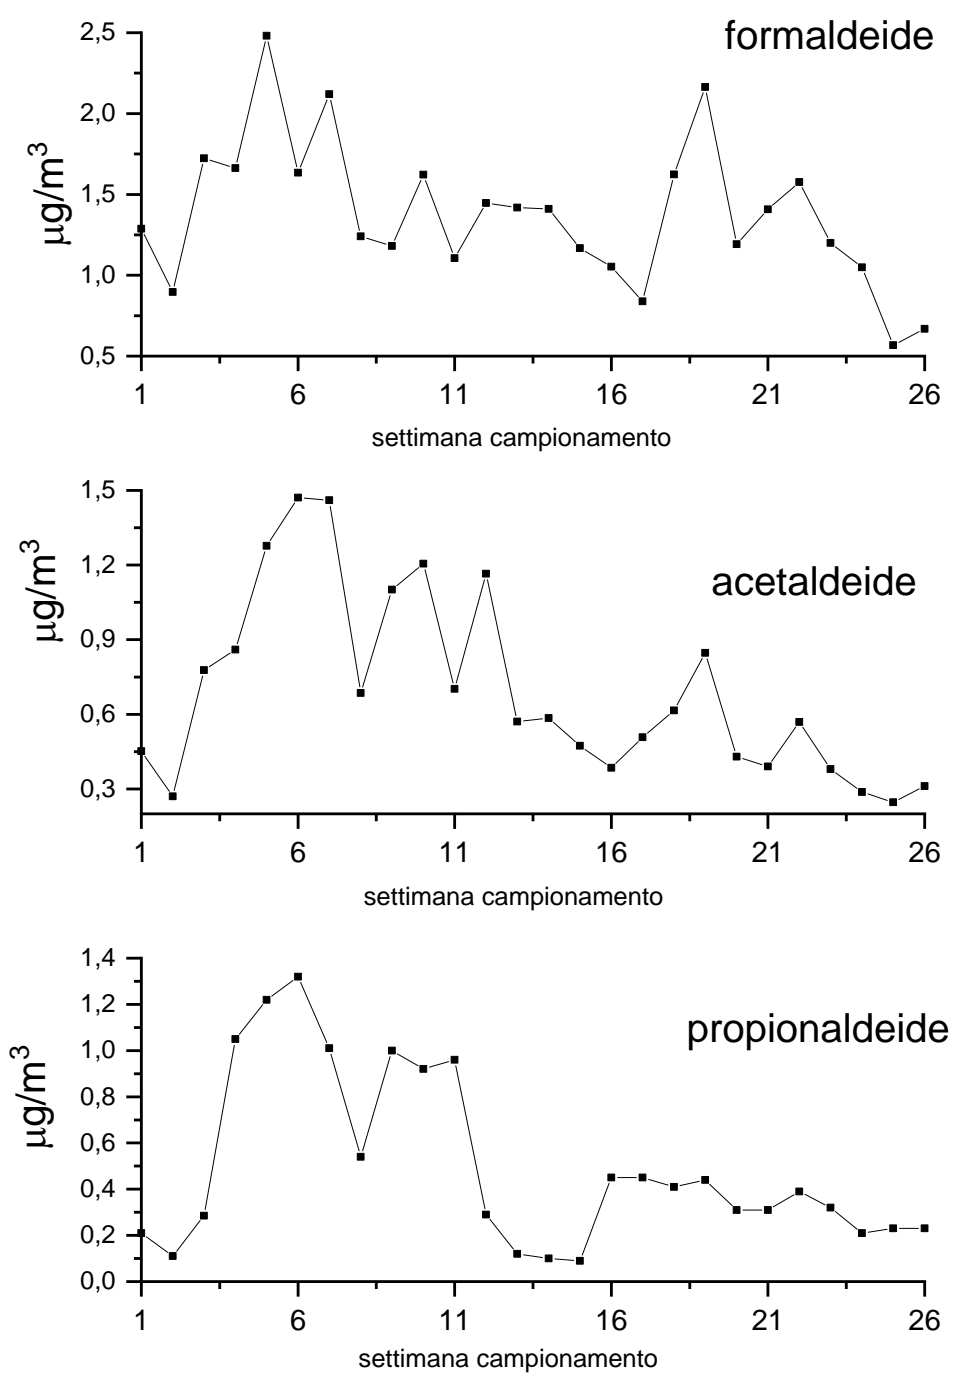 formaldeide
2,5
2,0
1,5
1,0
0,5
µg/m³
1 6 11 16 21 26
settimana campionamento
acetaldeide
1,5
1,2
0,9
0,6
0,3
µg/m³
1 6 11 16 21 26
settimana campionamento
propionaldeide
1,4
1,2
1,0
0,8
0,6
0,4
0,2
0,0
µg/m³
1 6 11 16 21 26
settimana campionamento